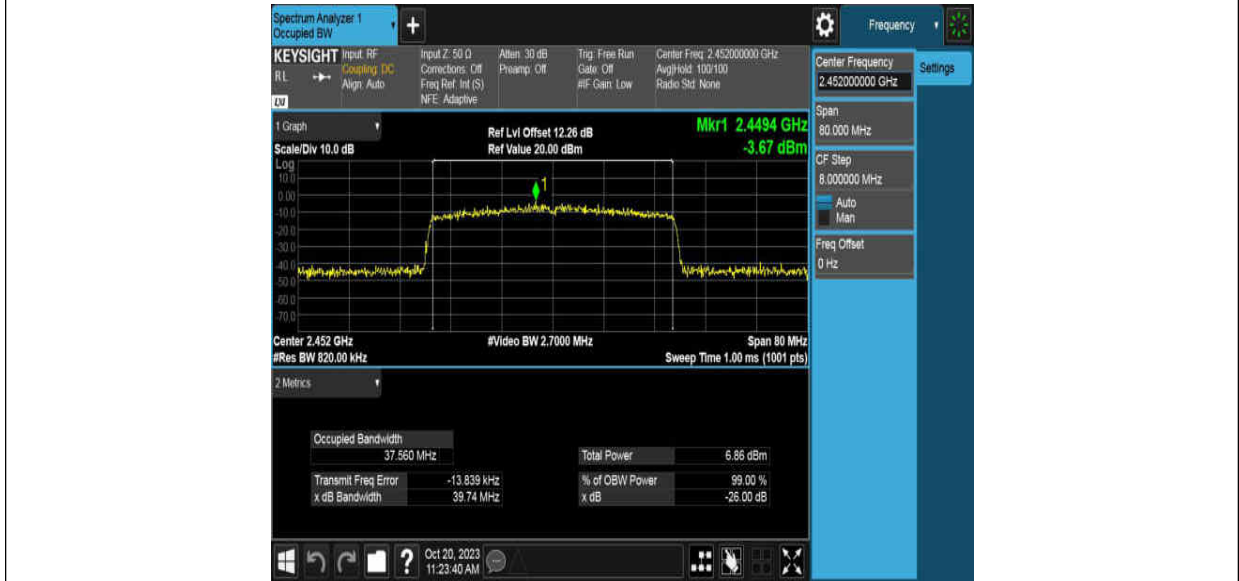 Spectrum Analyzer 1
Occupied BW
Frequency
KEYSIGHT
RL
LXI
Input: RF
Coupling: DC
Align: Auto
Input Z: 50 Ω
Corrections: Off
Freq Ref: Int (S)
NFE: Adaptive
Atten: 30 dB
Preamp: Off
Trig: Free Run
Gate: Off
#IF Gain: Low
Center Freq: 2.452000000 GHz
Avg|Hold: 100/100
Radio Std: None
Center Frequency
2.452000000 GHz
Settings
Span
80.000 MHz
CF Step
8.000000 MHz
Auto
Man
Freq Offset
0 Hz
1 Graph
Scale/Div 10.0 dB
Ref Lvl Offset 12.26 dB
Ref Value 20.00 dBm
Mkr1 2.4494 GHz
-3.67 dBm
Log
10.0
0.00
-10.0
-20.0
-30.0
-40.0
-50.0
-60.0
-70.0
1
Center 2.452 GHz
#Res BW 820.00 kHz
#Video BW 2.7000 MHz
Span 80 MHz
Sweep Time 1.00 ms (1001 pts)
2 Metrics
Occupied Bandwidth
37.560 MHz
Total Power 6.86 dBm
Transmit Freq Error -13.839 kHz
% of OBW Power 99.00 %
x dB Bandwidth 39.74 MHz
x dB -26.00 dB
?
Oct 20, 2023
11:23:40 AM